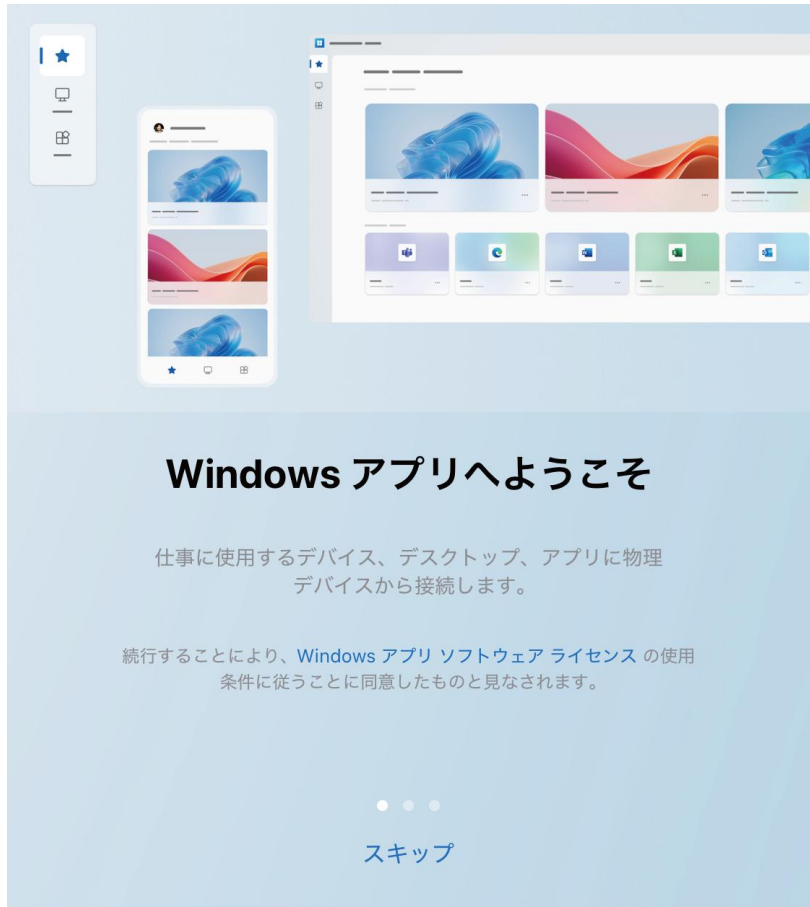 Windows アプリへようこそ
仕事に使用するデバイス、デスクトップ、アプリに物理
デバイスから接続します。
続行することにより、Windows アプリ ソフトウェア ライセンス の使用
条件に従うことに同意したものと見なされます。
スキップ